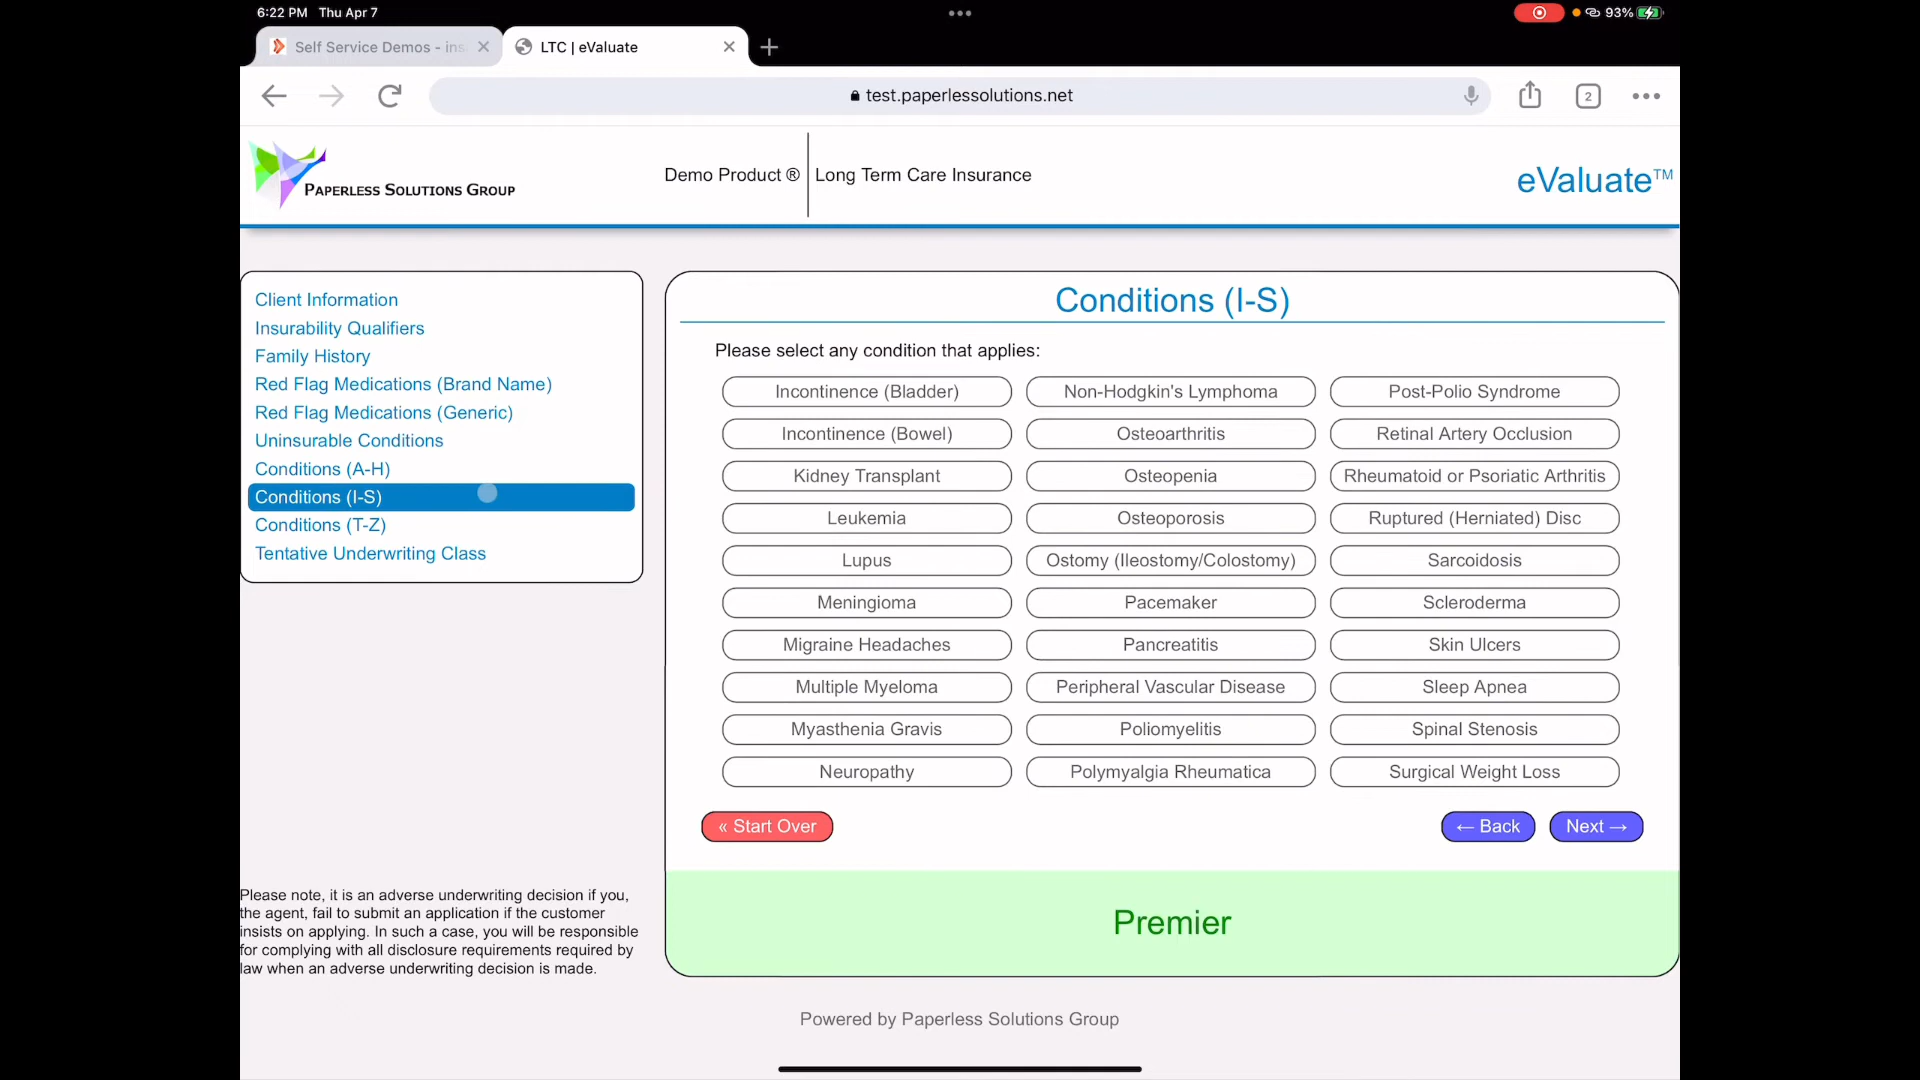 6:22 PM Thu Apr 7
93%
Self Service Demos - ins
LTC | eValuate
test.paperlessolutions.net
2
PAPERLESS SOLUTIONS GROUP
Demo Product ® Long Term Care Insurance
eValuate™
Client Information
Insurability Qualifiers
Family History
Red Flag Medications (Brand Name)
Red Flag Medications (Generic)
Uninsurable Conditions
Conditions (A-H)
Conditions (I-S)
Conditions (T-Z)
Tentative Underwriting Class
Please note, it is an adverse underwriting decision if you,
the agent, fail to submit an application if the customer
insists on applying. In such a case, you will be responsible
for complying with all disclosure requirements required by
law when an adverse underwriting decision is made.
Conditions (I-S)
Please select any condition that applies:
Incontinence (Bladder) Non-Hodgkin's Lymphoma Post-Polio Syndrome
Incontinence (Bowel) Osteoarthritis Retinal Artery Occlusion
Kidney Transplant Osteopenia Rheumatoid or Psoriatic Arthritis
Leukemia Osteoporosis Ruptured (Herniated) Disc
Lupus Ostomy (Ileostomy/Colostomy) Sarcoidosis
Meningioma Pacemaker Scleroderma
Migraine Headaches Pancreatitis Skin Ulcers
Multiple Myeloma Peripheral Vascular Disease Sleep Apnea
Myasthenia Gravis Poliomyelitis Spinal Stenosis
Neuropathy Polymyalgia Rheumatica Surgical Weight Loss
« Start Over ← Back Next →
Premier
Powered by Paperless Solutions Group